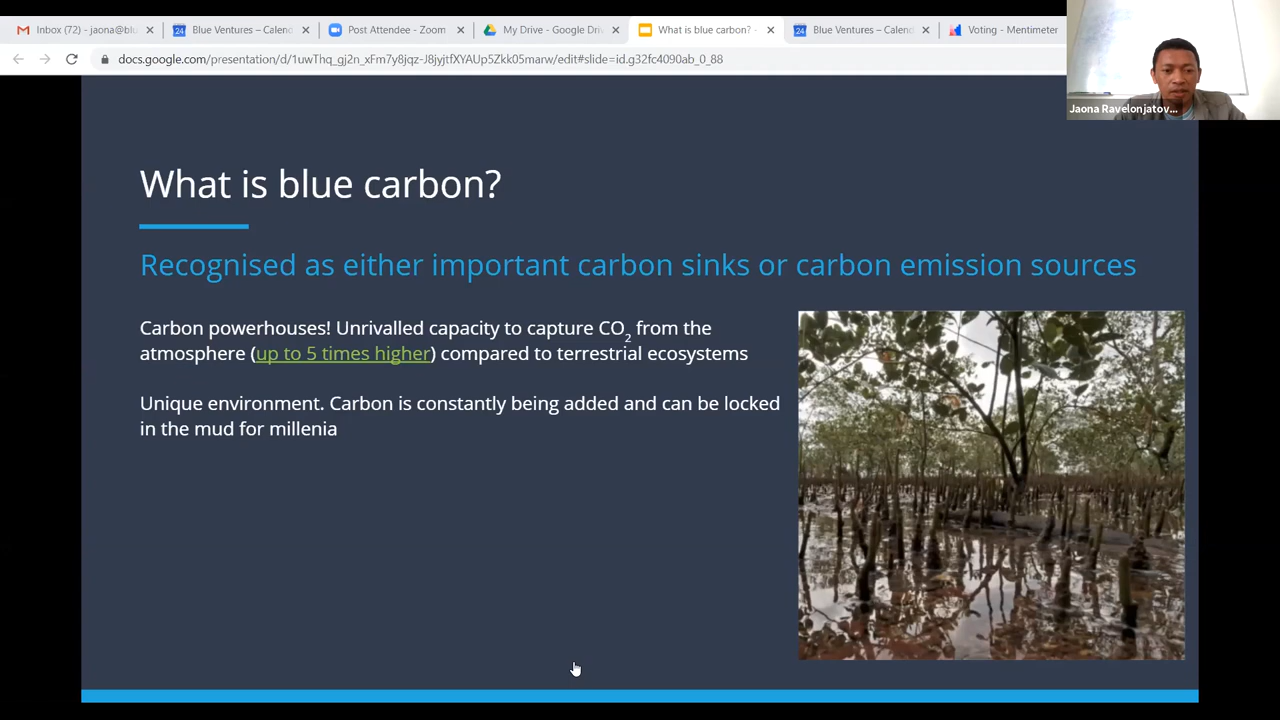 Inbox (72) - jaona@blu
Blue Ventures – Calend
Post Attendee - Zoom
My Drive - Google Driv
What is blue carbon? -
Blue Ventures – Calend
Voting - Mentimeter
docs.google.com/presentation/d/1uwThq_gj2n_xFm7y8jqz-J8jyjtfXYAUp5Zkk05marw/edit#slide=id.g32fc4090ab_0_88
Jaona Ravelonjatov...
What is blue carbon?
Recognised as either important carbon sinks or carbon emission sources
Carbon powerhouses! Unrivalled capacity to capture CO2 from the
atmosphere (up to 5 times higher) compared to terrestrial ecosystems
Unique environment. Carbon is constantly being added and can be locked
in the mud for millenia